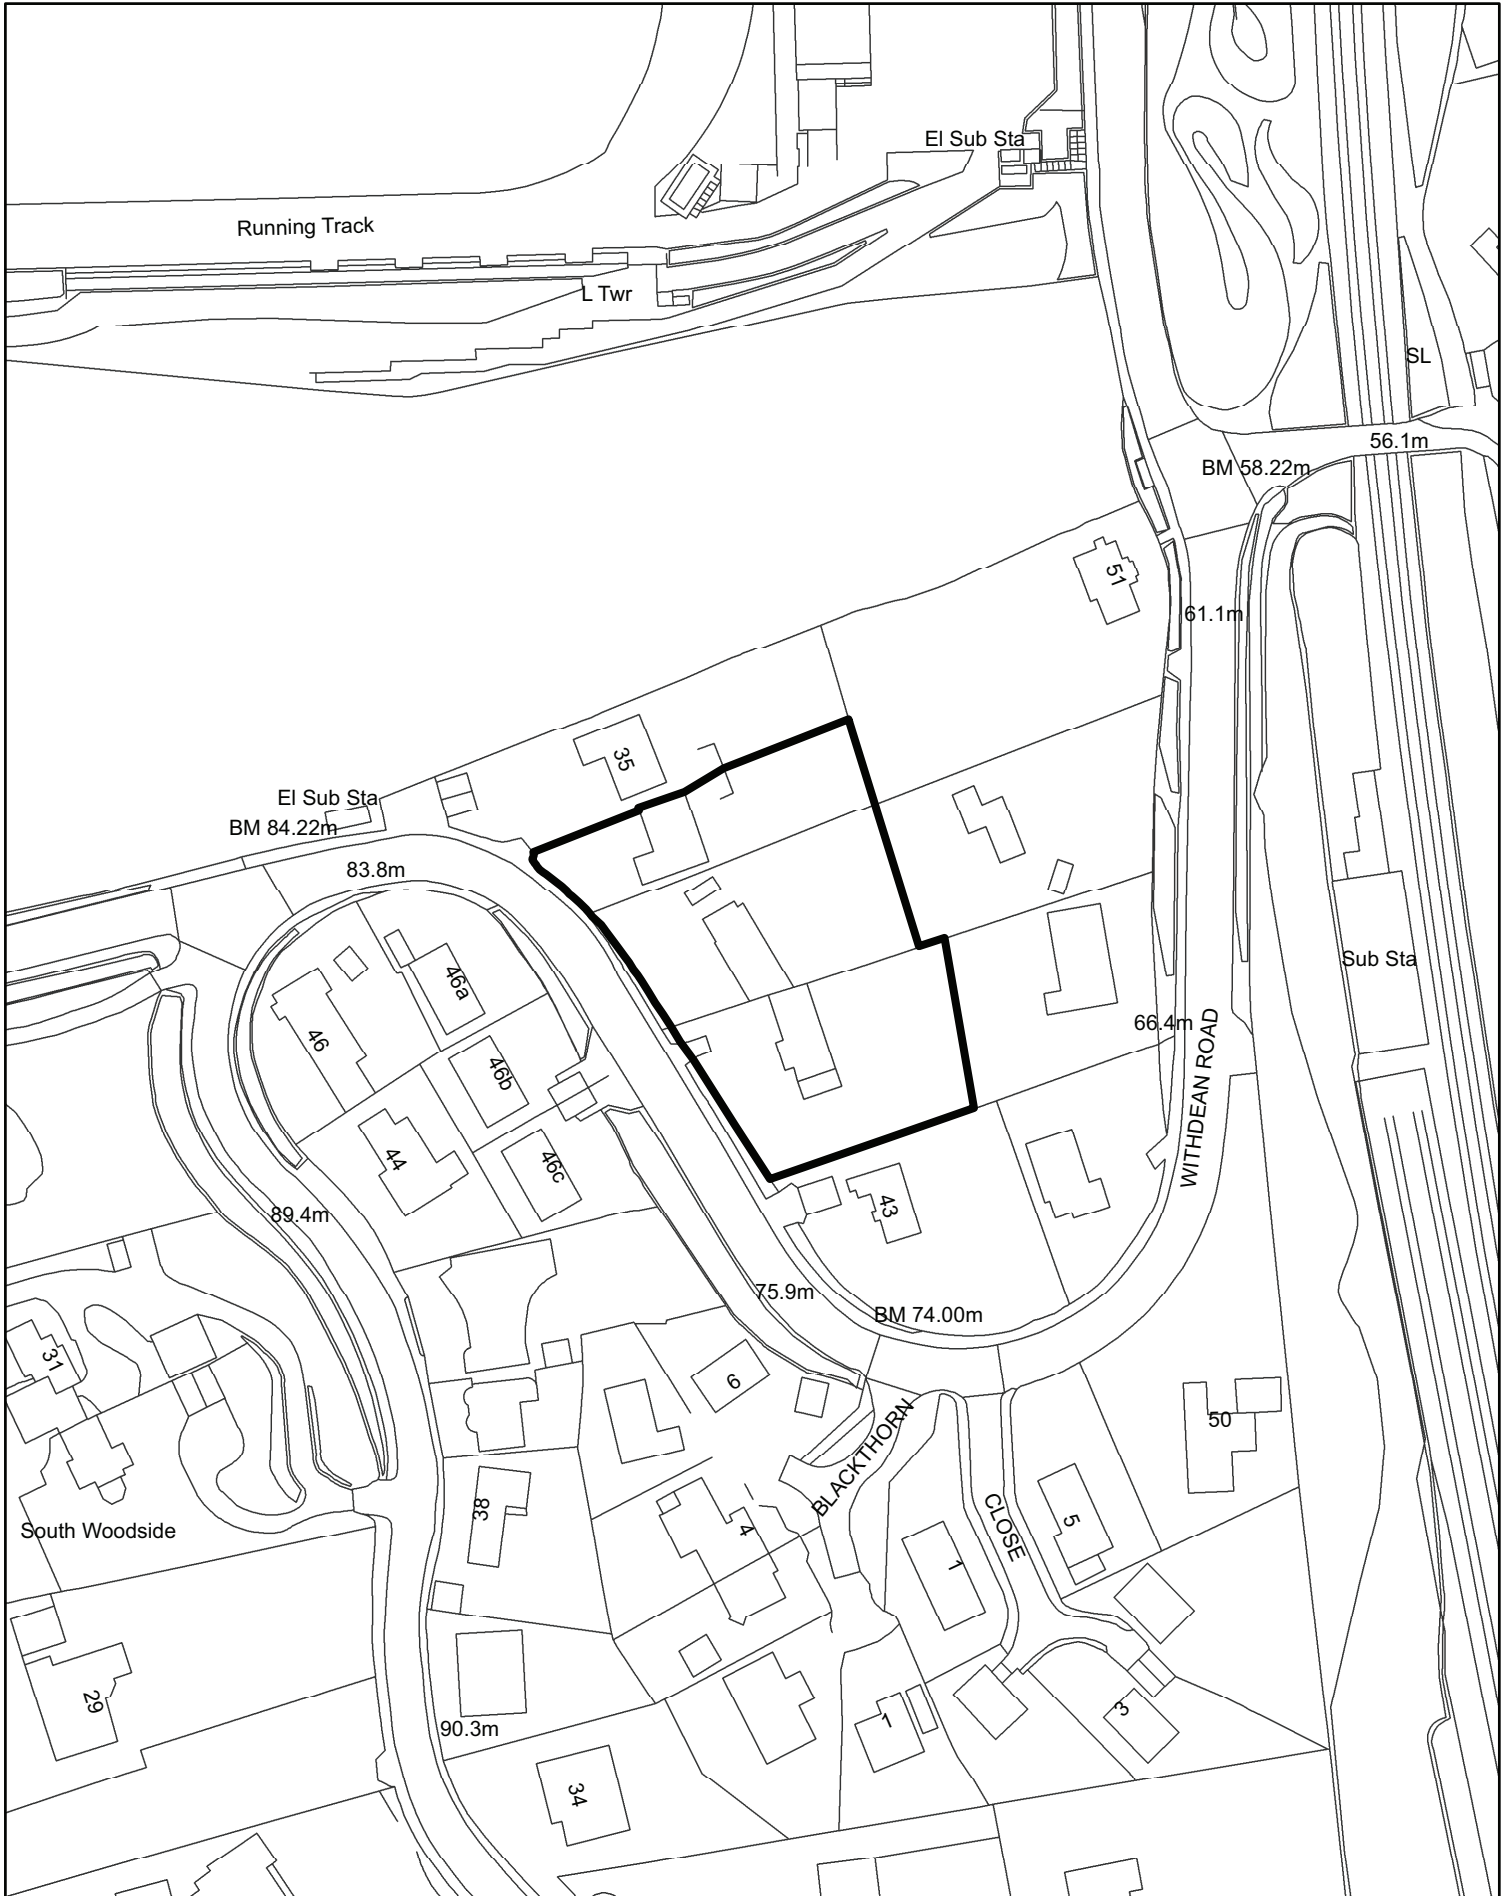 El Sub Sta
Running Track
L Twr
SL
56.1m
BM 58.22m
51
61.1m
35
El Sub Sta
BM 84.22m
83.8m
Sub Sta
46a
66.4m
46
46b
WITHDEAN ROAD
44
46c
43
89.4m
75.9m
BM 74.00m
31
6
50
BLACKTHORN
38
4
CLOSE
5
South Woodside
1
29
3
1
90.3m
34